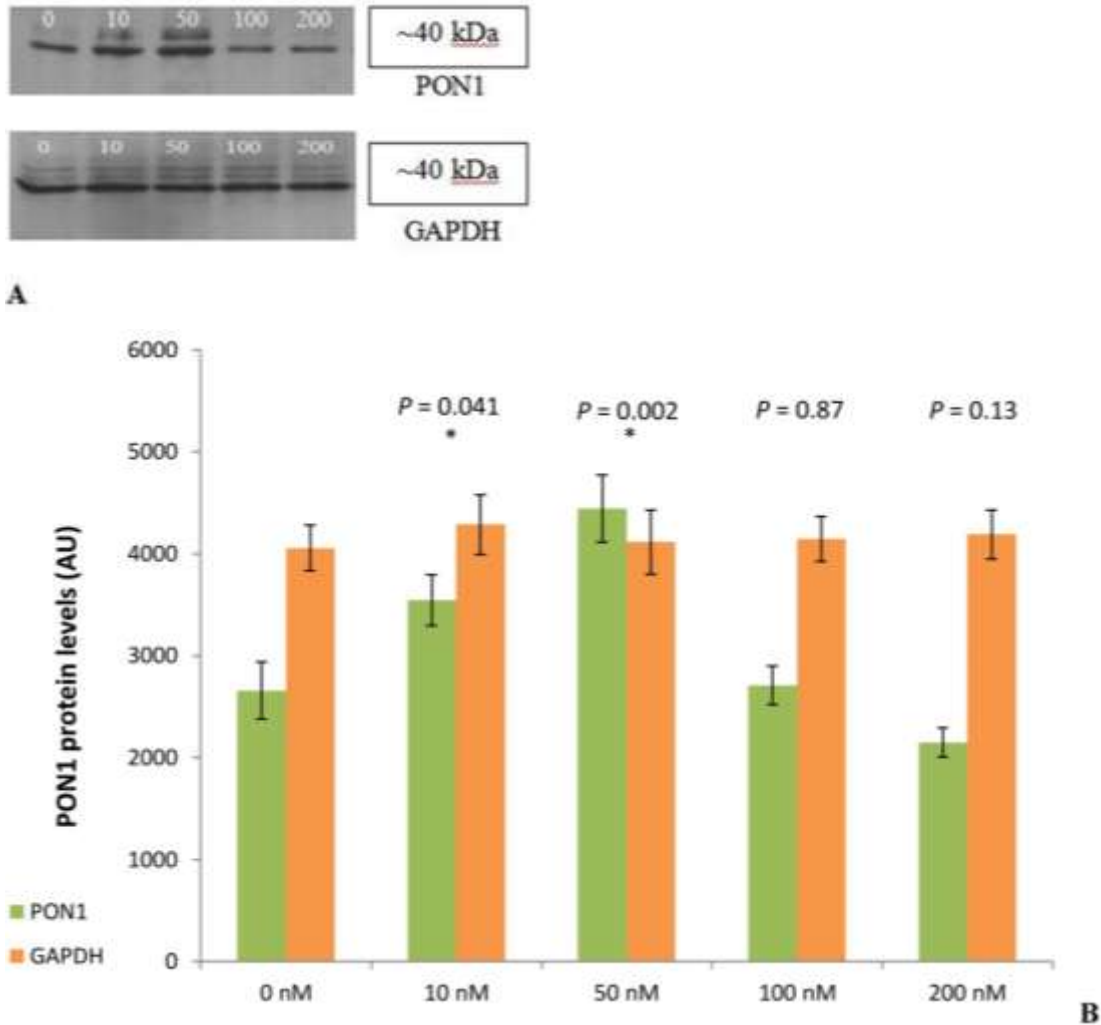 0 10 50 100 200
~40 kDa
PON1
0 10 50 100 200
~40 kDa
GAPDH
A
6000
P = 0.041 P = 0.002 P = 0.87 P = 0.13
* *
5000
4000
3000
2000
1000
0
PON1 protein levels (AU)
PON1
GAPDH
0 nM 10 nM 50 nM 100 nM 200 nM
B